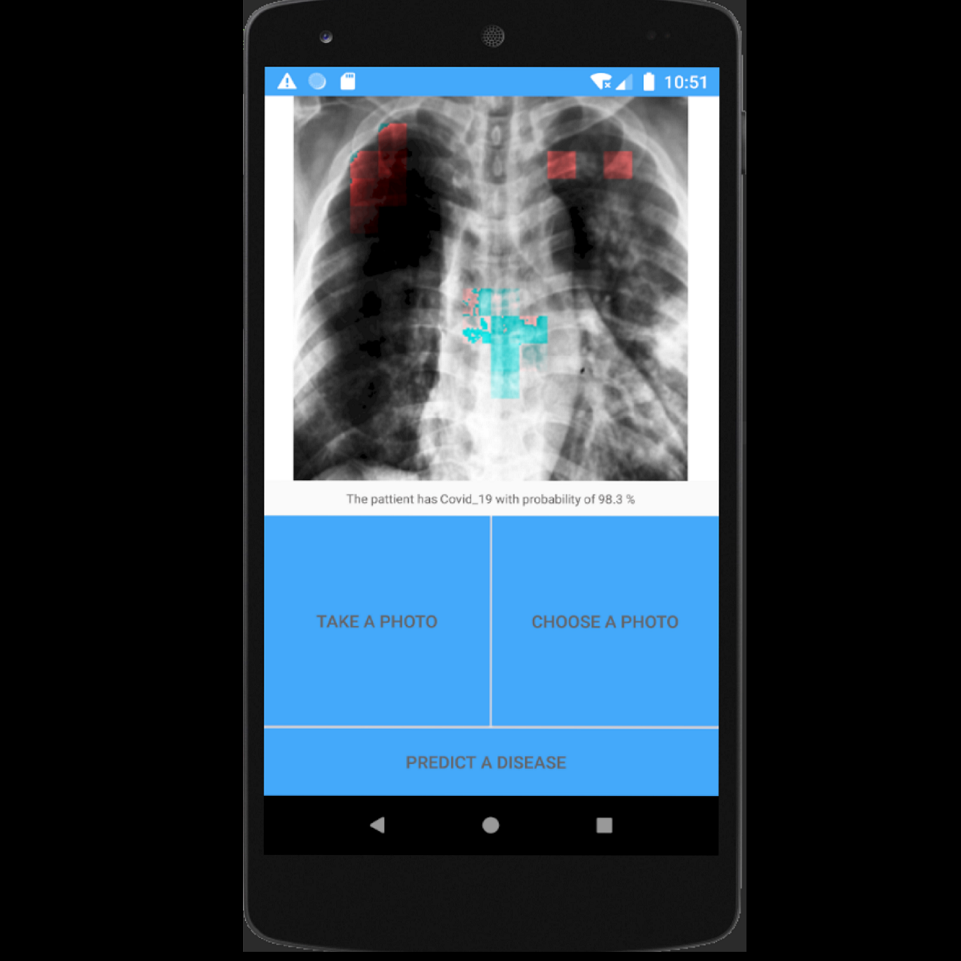 10:51
The pattient has Covid_19 with probability of 98.3 %
TAKE A PHOTO
CHOOSE A PHOTO
PREDICT A DISEASE